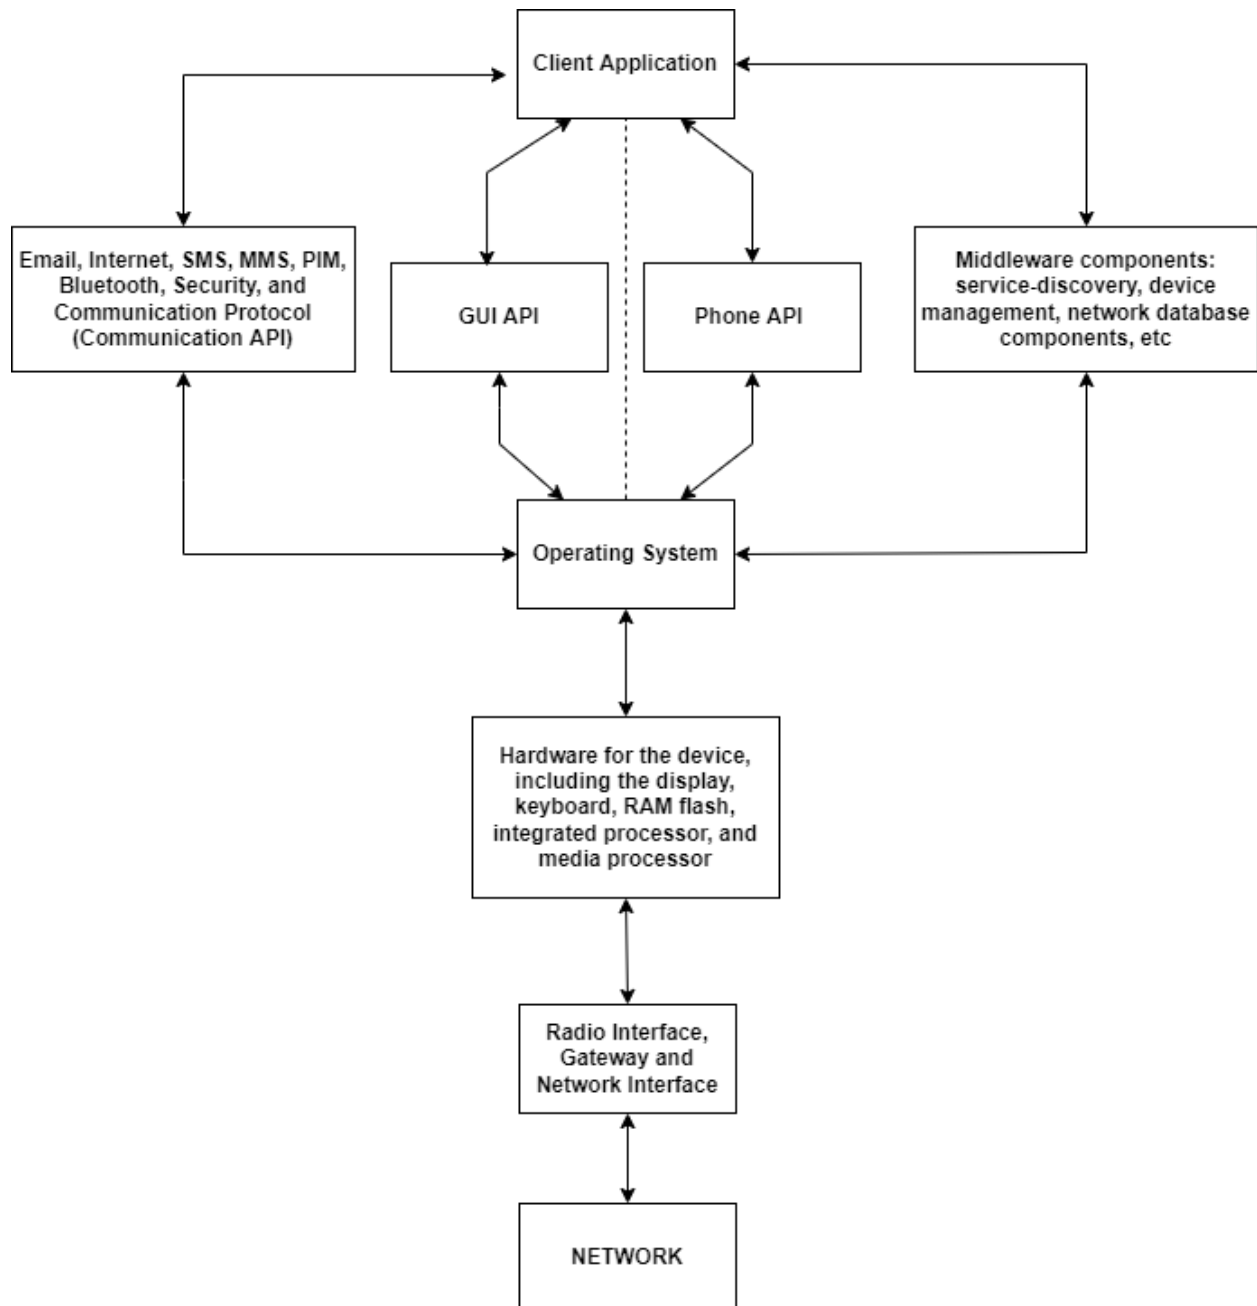 Client Application
Email, Internet, SMS, MMS, PIM,
Bluetooth, Security, and
Communication Protocol
(Communication API)
GUI API
Phone API
Middleware components:
service-discovery, device
management, network database
components, etc
Operating System
Hardware for the device,
including the display,
keyboard, RAM flash,
integrated processor, and
media processor
Radio Interface,
Gateway and
Network Interface
NETWORK